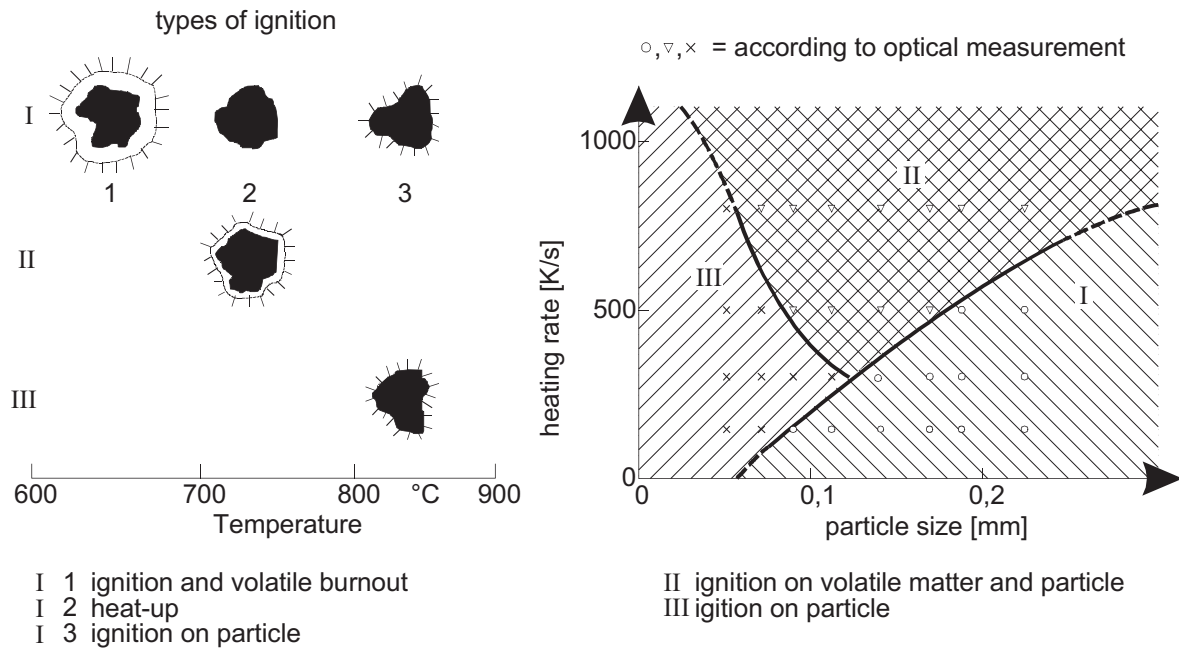 types of ignition
I
1
2
3
II
III
600
700
800
°C
900
Temperature
I 1 ignition and volatile burnout
I 2 heat-up
I 3 ignition on particle
○,▽,× = according to optical measurement
1000
500
0
heating rate [K/s]
II
III
I
0
0,1
0,2
particle size [mm]
II ignition on volatile matter and particle
III igition on particle